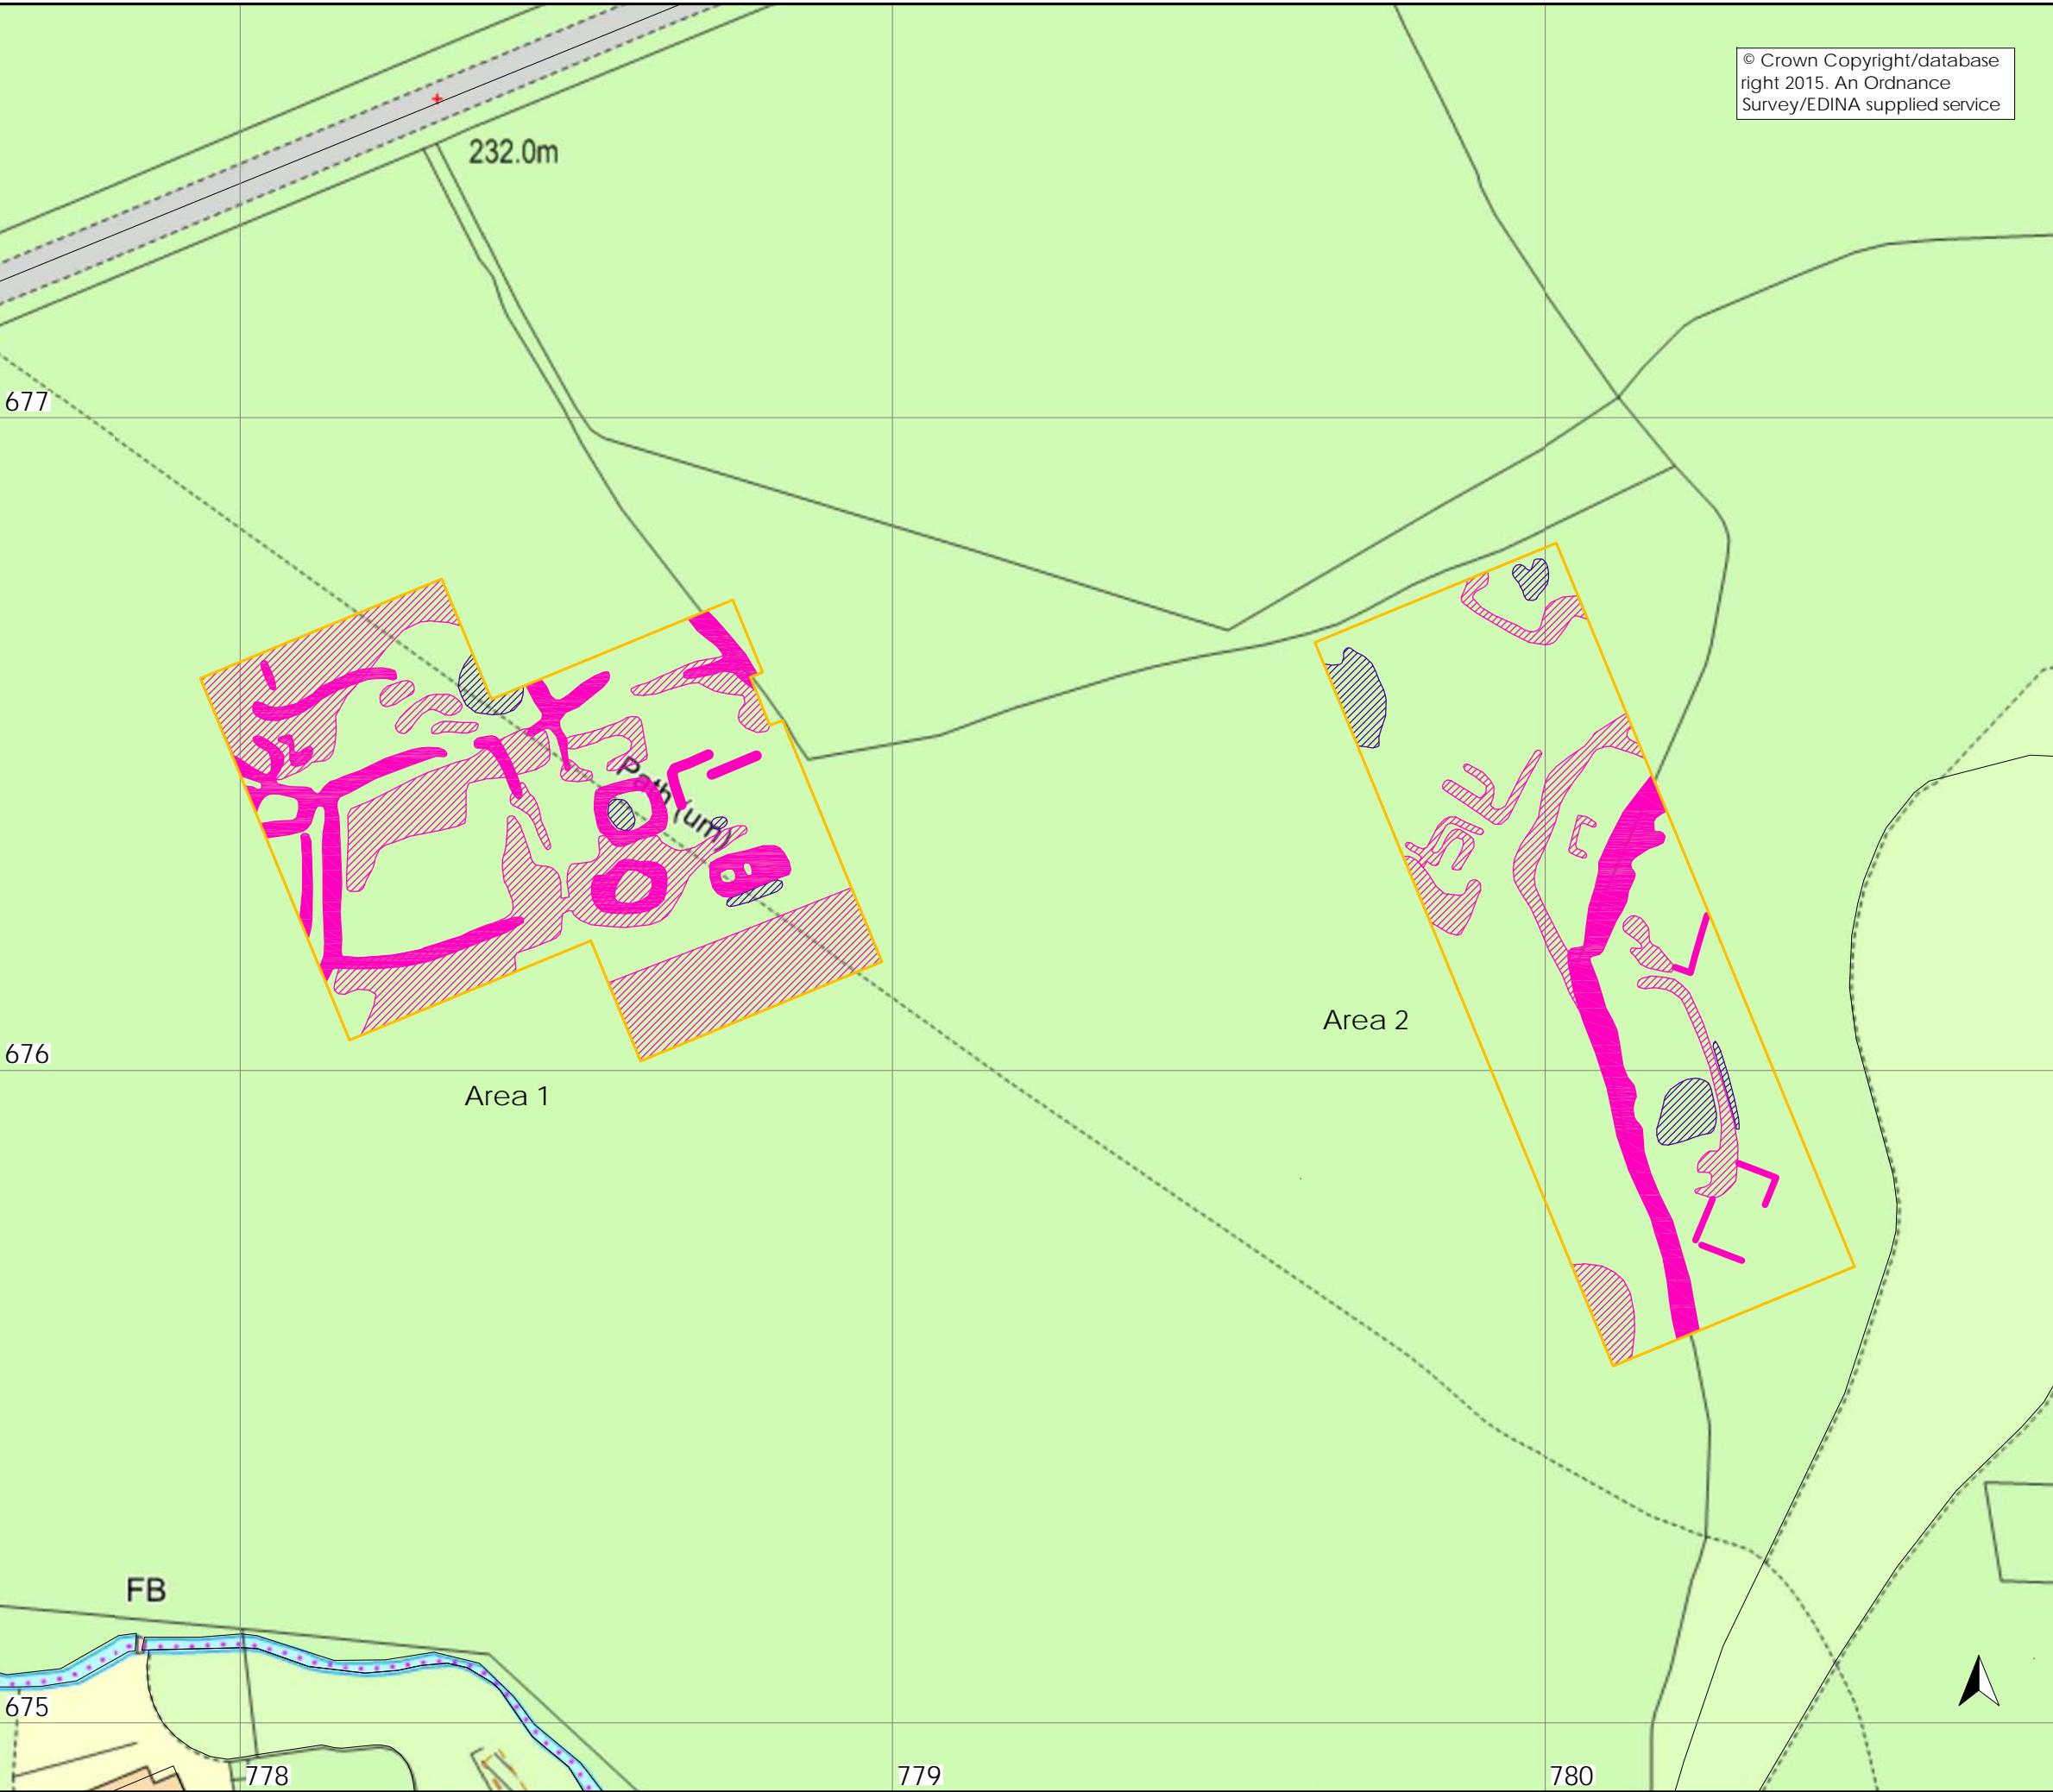 © Crown Copyright/database
right 2015. An Ordnance
Survey/EDINA supplied service
232.0m
677
Path (um)
Area 2
676
Area 1
FB
675
778
779
780